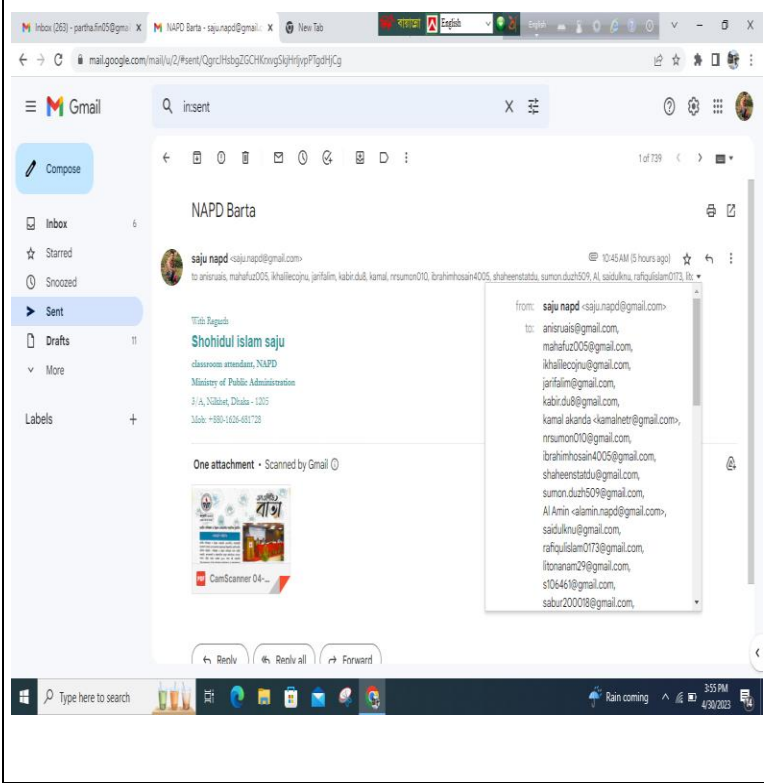 Inbox (263) - partha.fin05@gmai X
NAPD Barta - saju.napd@gmail.c X
New Tab
English
mail.google.com/mail/u/2/#sent/QgrcJHsbgZGCHKnwgSkjHrljvpPTgdHjCg
Gmail
in:sent
Compose
1 of 739
Inbox 6
Starred
Snoozed
Sent
Drafts 11
More
Labels +
NAPD Barta
saju napd <saju.napd@gmail.com>
10:45 AM (5 hours ago)
to anisruais, mahafuz005, ikhalilecojnu, jarifalim, kabir.du8, kamal, nrsumon010, ibrahimhosain4005, shaheenstatdu, sumon.duzh509, Al, saidulknu, rafiqulislam0173, litc
from: saju napd <saju.napd@gmail.com>
to: anisruais@gmail.com,
mahafuz005@gmail.com,
ikhalilecojnu@gmail.com,
jarifalim@gmail.com,
kabir.du8@gmail.com,
kamal akanda <kamalnetr@gmail.com>,
nrsumon010@gmail.com,
ibrahimhosain4005@gmail.com,
shaheenstatdu@gmail.com,
sumon.duzh509@gmail.com,
Al Amin <alamin.napd@gmail.com>,
saidulknu@gmail.com,
rafiqulislam0173@gmail.com,
litonanam29@gmail.com,
s106461@gmail.com,
sabur200018@gmail.com,
With Regards
Shohidul islam saju
classroom attendant, NAPD
Ministry of Public Administration
3/A, Nilkhet, Dhaka - 1205
Mob: +880-1626-681728
One attachment • Scanned by Gmail
বার্তা
PDF CamScanner 04-...
Reply
Reply all
Forward
Type here to search
Rain coming
3:55 PM
4/30/2023